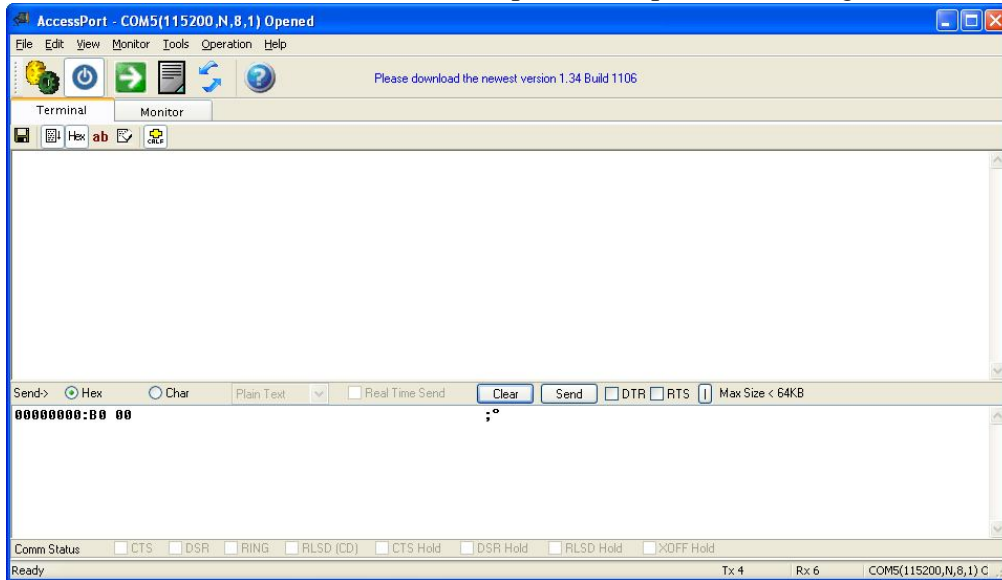 AccessPort - COM5(115200,N,8,1) Opened
File Edit View Monitor Tools Operation Help
Please download the newest version 1.34 Build 1106
Terminal Monitor
Hex ab CRLF
Send-> Hex Char Plain Text Real Time Send Clear Send DTR RTS Max Size < 64KB
00000000:B0 00 ;°
Comm Status CTS DSR RING RLSD (CD) CTS Hold DSR Hold RLSD Hold XOFF Hold
Ready Tx 4 Rx 6 COM5(115200,N,8,1) C